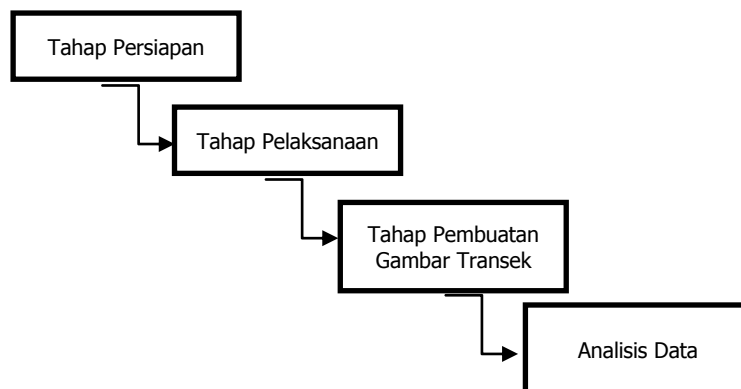 Tahap Persiapan
Tahap Pelaksanaan
Tahap Pembuatan
Gambar Transek
Analisis Data